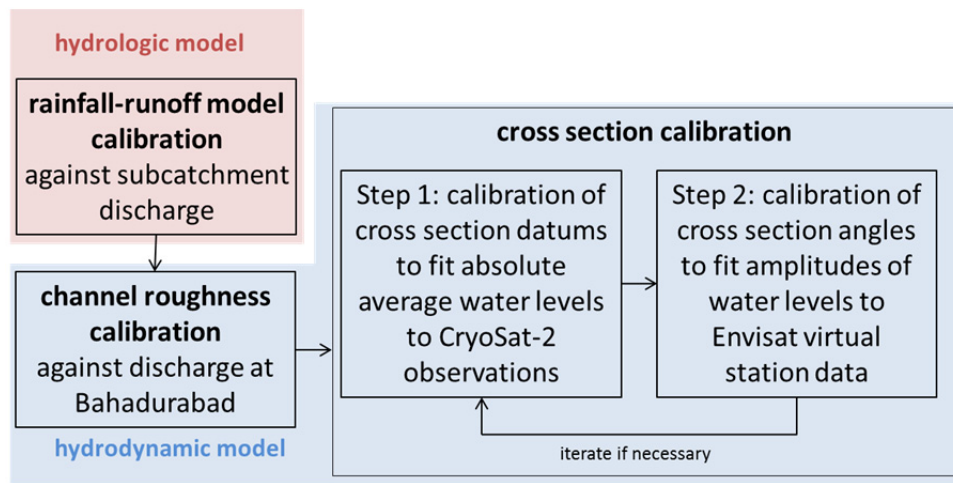 hydrologic model
rainfall-runoff model
calibration
against subcatchment
discharge
channel roughness
calibration
against discharge at
Bahadurabad
hydrodynamic model
cross section calibration
Step 1: calibration of
cross section datums
to fit absolute
average water levels
to CryoSat-2
observations
Step 2: calibration of
cross section angles
to fit amplitudes of
water levels to
Envisat virtual
station data
iterate if necessary